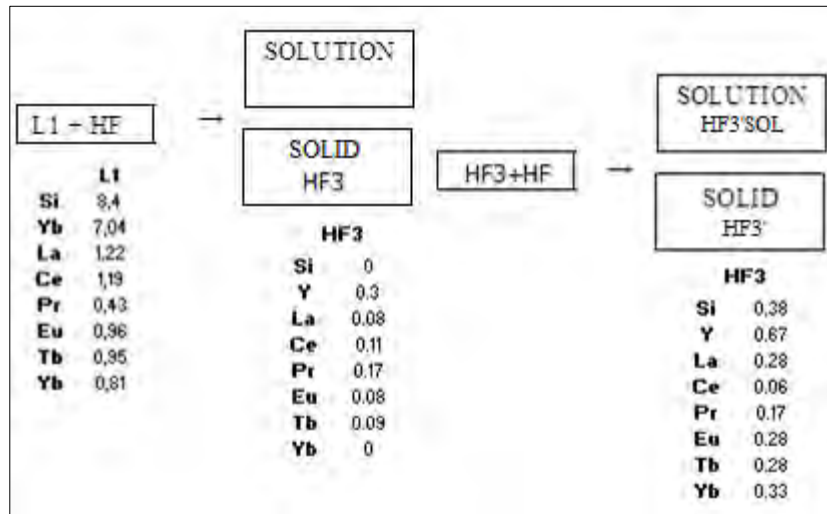 L1 + HF
→
L1
Si 8,4
Yb 7,04
La 1,22
Ce 1,19
Pr 0,43
Eu 0,96
Tb 0,95
Yb 0,81
SOLUTION
SOLID
HF3
HF3
Si 0
Y 0.3
La 0.08
Ce 0.11
Pr 0.17
Eu 0.08
Tb 0.09
Yb 0
HF3+HF
→
SOLUTION
HF3'SOL
SOLID
HF3'
HF3
Si 0,38
Y 0.67
La 0.28
Ce 0.06
Pr 0.17
Eu 0.28
Tb 0.28
Yb 0.33